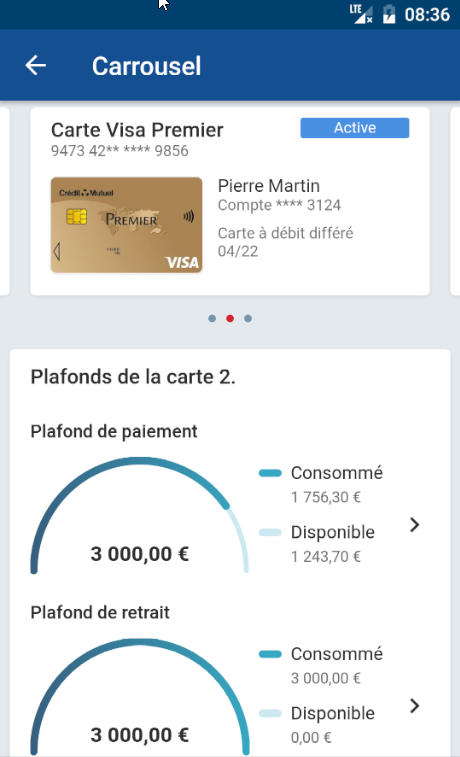 LTE 08:36
Carrousel
Carte Visa Premier
Active
9473 42** **** 9856
Crédit Mutuel
PREMIER
VISA
Pierre Martin
Compte **** 3124
Carte à débit différé
04/22
Plafonds de la carte 2.
Plafond de paiement
3 000,00 €
Consommé
1 756,30 €
Disponible
1 243,70 €
Plafond de retrait
3 000,00 €
Consommé
3 000,00 €
Disponible
0,00 €